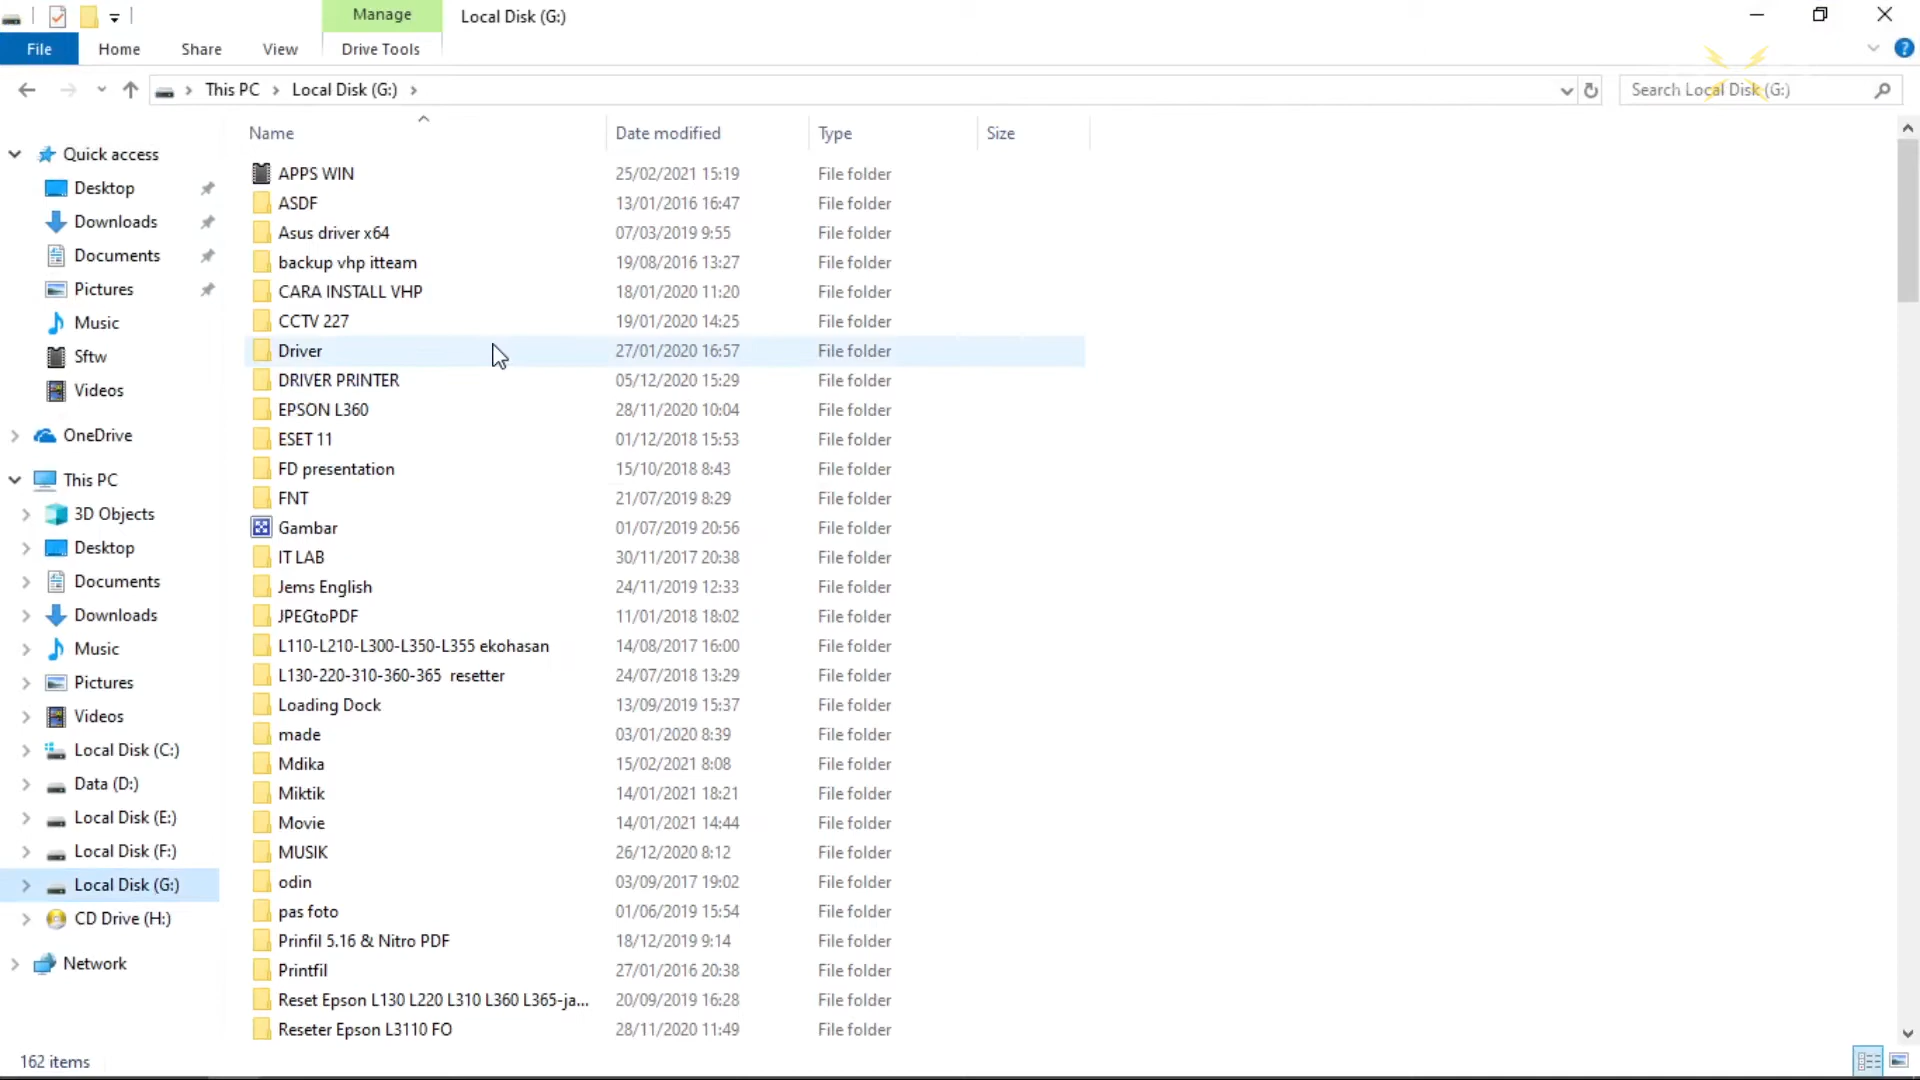 Manage
Local Disk (G:)
File
Home
Share
View
Drive Tools
This PC
Local Disk (G:)
Search Local Disk (G:)
Name
Date modified
Type
Size
Quick access
Desktop
Downloads
Documents
Pictures
Music
Sftw
Videos
OneDrive
This PC
3D Objects
Desktop
Documents
Downloads
Music
Pictures
Videos
Local Disk (C:)
Data (D:)
Local Disk (E:)
Local Disk (F:)
Local Disk (G:)
CD Drive (H:)
Network
APPS WIN 25/02/2021 15:19 File folder
ASDF 13/01/2016 16:47 File folder
Asus driver x64 07/03/2019 9:55 File folder
backup vhp itteam 19/08/2016 13:27 File folder
CARA INSTALL VHP 18/01/2020 11:20 File folder
CCTV 227 19/01/2020 14:25 File folder
Driver 27/01/2020 16:57 File folder
DRIVER PRINTER 05/12/2020 15:29 File folder
EPSON L360 28/11/2020 10:04 File folder
ESET 11 01/12/2018 15:53 File folder
FD presentation 15/10/2018 8:43 File folder
FNT 21/07/2019 8:29 File folder
Gambar 01/07/2019 20:56 File folder
IT LAB 30/11/2017 20:38 File folder
Jems English 24/11/2019 12:33 File folder
JPEGtoPDF 11/01/2018 18:02 File folder
L110-L210-L300-L350-L355 ekohasan 14/08/2017 16:00 File folder
L130-220-310-360-365 resetter 24/07/2018 13:29 File folder
Loading Dock 13/09/2019 15:37 File folder
made 03/01/2020 8:39 File folder
Mdika 15/02/2021 8:08 File folder
Miktik 14/01/2021 18:21 File folder
Movie 14/01/2021 14:44 File folder
MUSIK 26/12/2020 8:12 File folder
odin 03/09/2017 19:02 File folder
pas foto 01/06/2019 15:54 File folder
Prinfil 5.16 & Nitro PDF 18/12/2019 9:14 File folder
Printfil 27/01/2016 20:38 File folder
Reset Epson L130 L220 L310 L360 L365-ja... 20/09/2019 16:28 File folder
Reseter Epson L3110 FO 28/11/2020 11:49 File folder
162 items